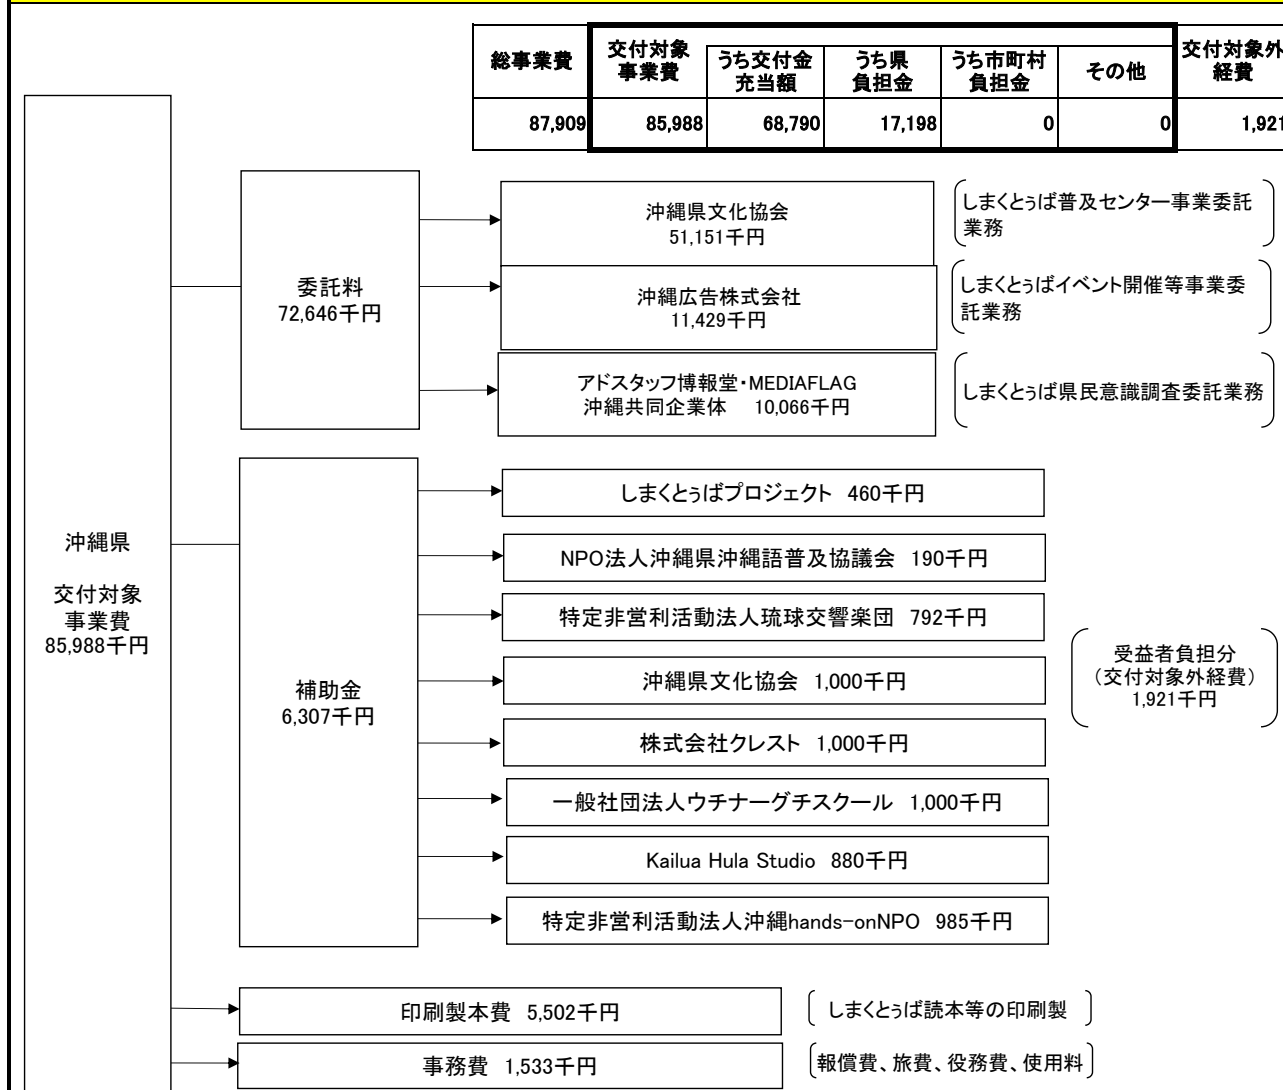 総事業費
交付対象
事業費
うち交付金
充当額
うち県
負担金
うち市町村
負担金
その他
交付対象外
経費
87,909 85,988 68,790 17,198 0 0 1,921
沖縄県
交付対象
事業費
85,988千円
委託料
72,646千円
沖縄県文化協会
51,151千円
しまくとぅば普及センター事業委託
業務
沖縄広告株式会社
11,429千円
しまくとぅばイベント開催等事業委
託業務
アドスタッフ博報堂・MEDIAFLAG
沖縄共同企業体 10,066千円
しまくとぅば県民意識調査委託業務
補助金
6,307千円
しまくとぅばプロジェクト 460千円
NPO法人沖縄県沖縄語普及協議会 190千円
特定非営利活動法人琉球交響楽団 792千円
沖縄県文化協会 1,000千円
株式会社クレスト 1,000千円
一般社団法人ウチナーグチスクール 1,000千円
Kailua Hula Studio 880千円
特定非営利活動法人沖縄hands-onNPO 985千円
受益者負担分
（交付対象外経費）
1,921千円
印刷製本費 5,502千円
しまくとぅば読本等の印刷製
事務費 1,533千円
報償費、旅費、役務費、使用料